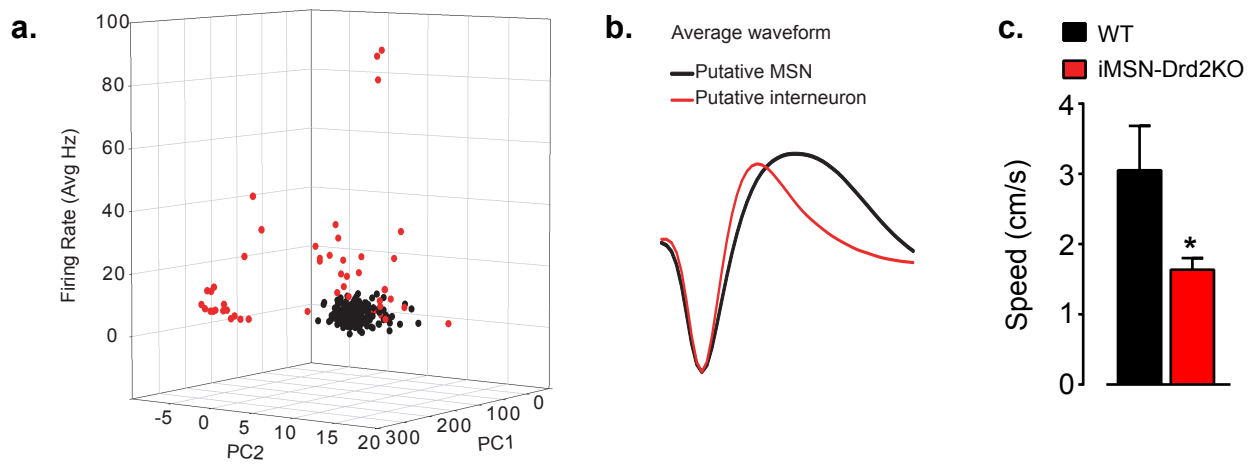 a.
100
80
60
40
20
0
Firing Rate (Avg Hz)
-5
0
5
10
15
20
PC2
300
200
100
0
PC1
b.
Average waveform
Putative MSN
Putative interneuron
c.
WT
iMSN-Drd2KO
4
3
2
1
0
Speed (cm/s)
*